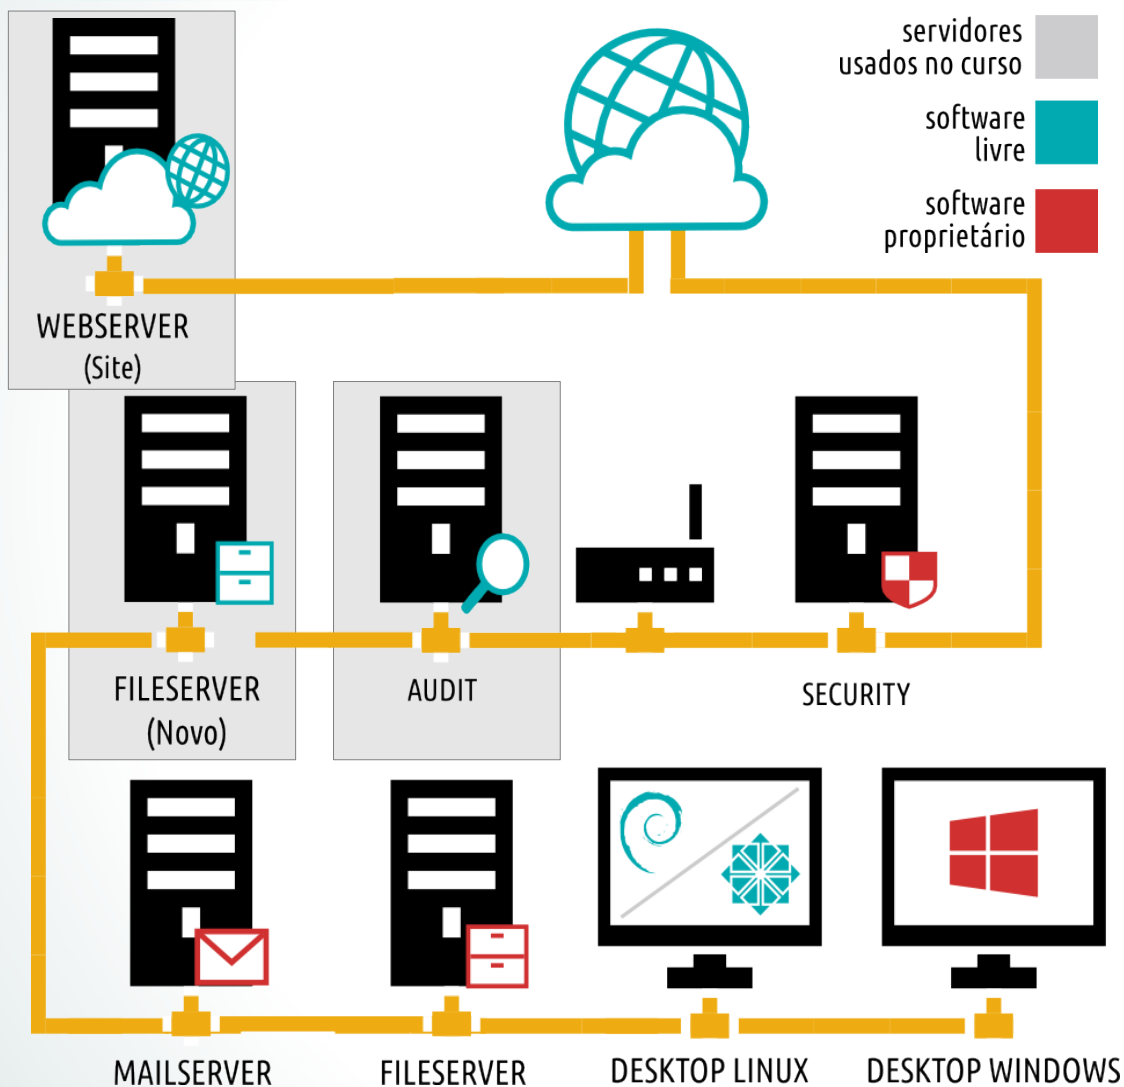 servidores
usados no curso
software
livre
software
proprietário
WEBSERVER
(Site)
FILESERVER
(Novo)
AUDIT
SECURITY
MAILSERVER
FILESERVER
DESKTOP LINUX
DESKTOP WINDOWS